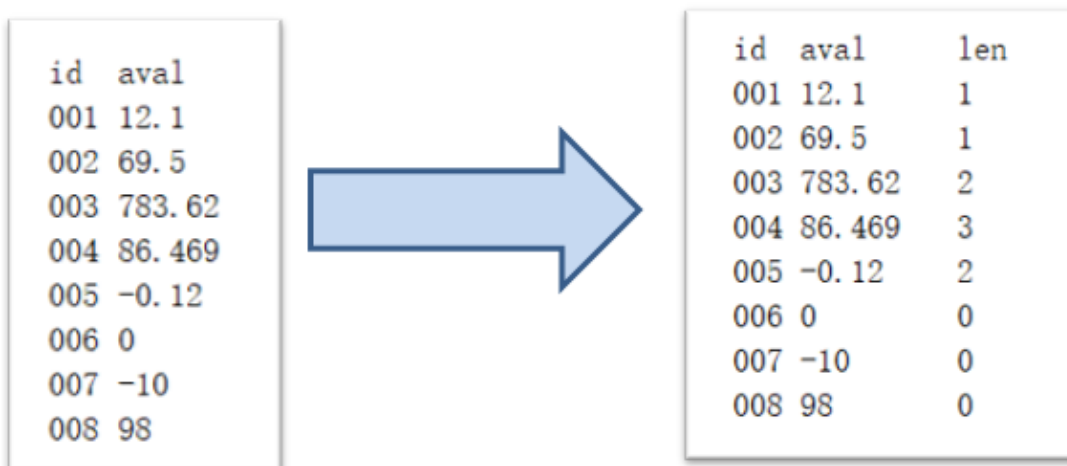 id aval
001 12.1
002 69.5
003 783.62
004 86.469
005 -0.12
006 0
007 -10
008 98
id aval len
001 12.1 1
002 69.5 1
003 783.62 2
004 86.469 3
005 -0.12 2
006 0 0
007 -10 0
008 98 0